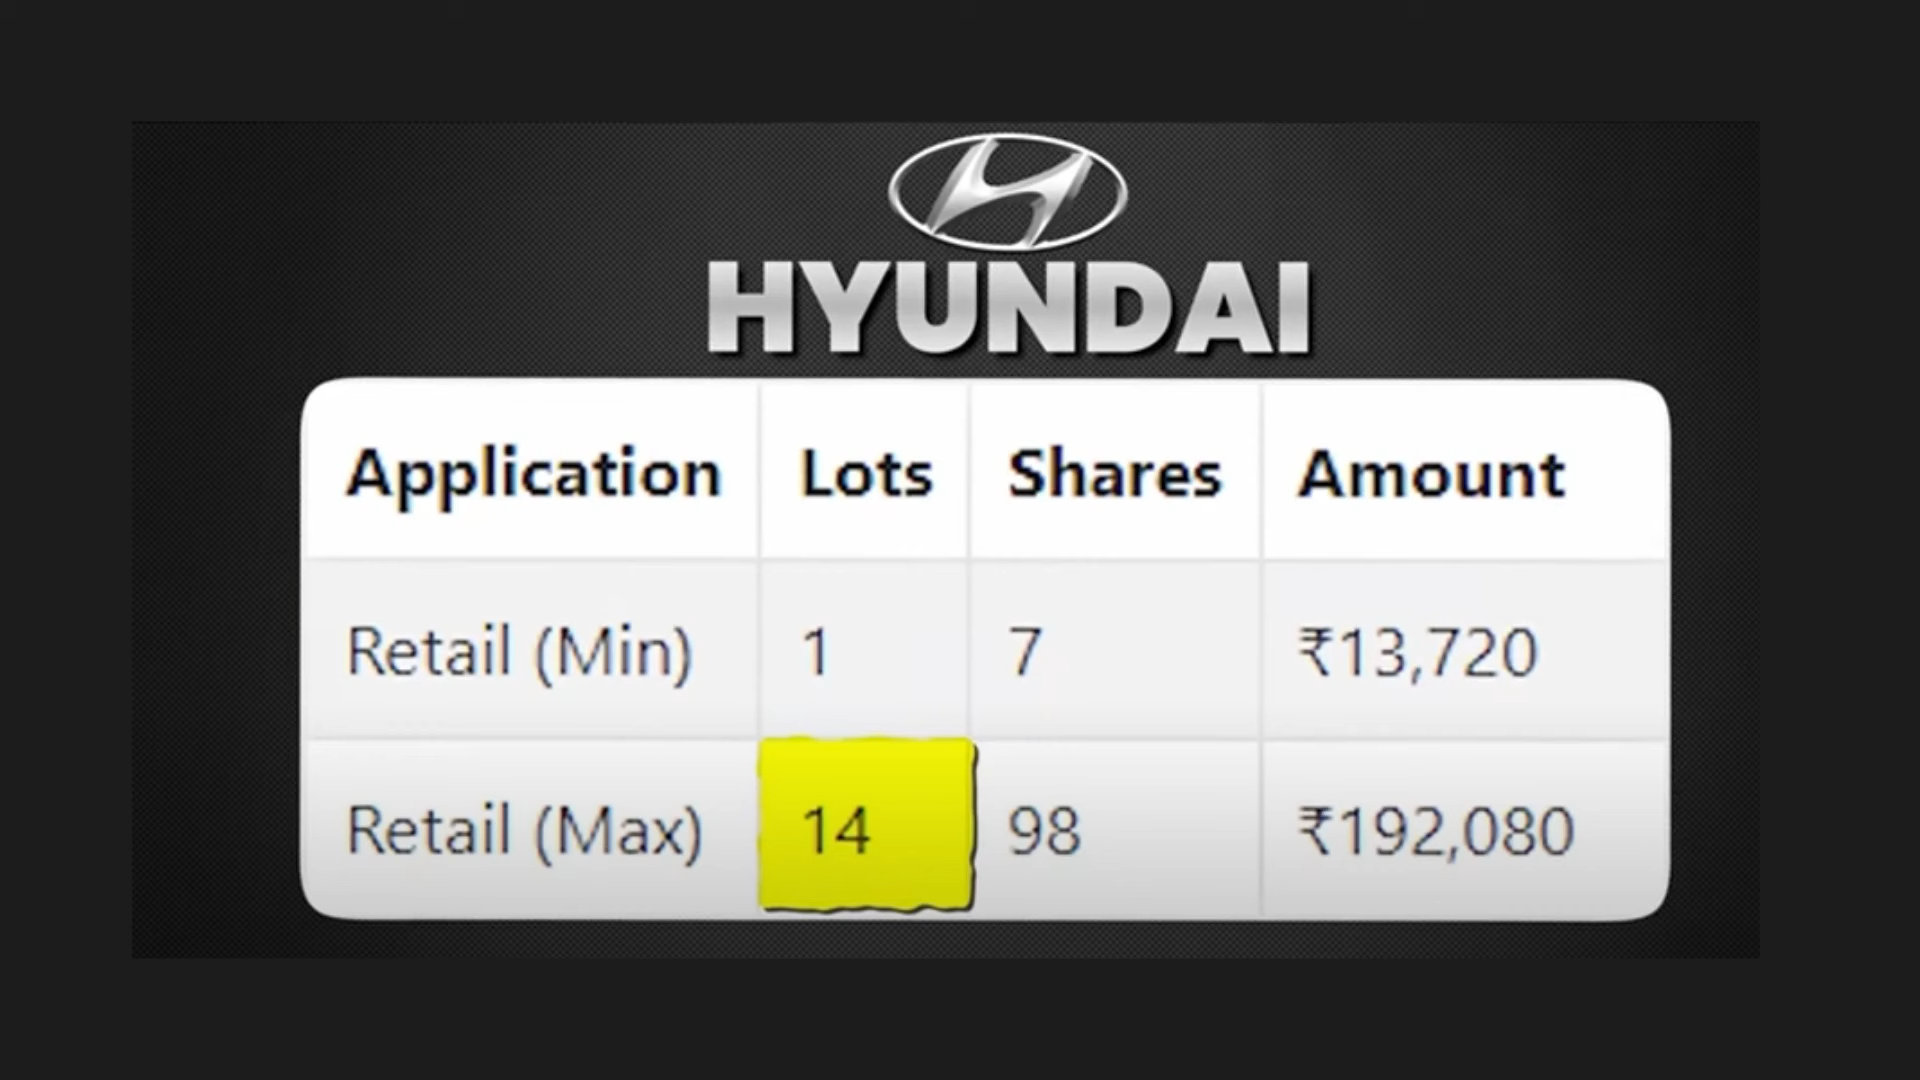 HYUNDAI
Application Lots Shares Amount
Retail (Min) 1 7 ₹13,720
Retail (Max) 14 98 ₹192,080